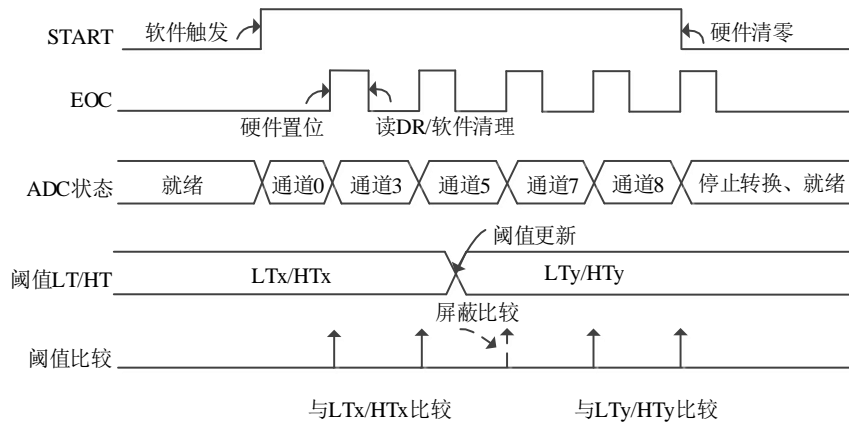 START
软件触发
硬件清零
EOC
硬件置位
读DR/软件清理
ADC状态
就绪
通道0
通道3
通道5
通道7
通道8
停止转换、就绪
阈值更新
阈值LT/HT
LTx/HTx
LTy/HTy
屏蔽比较
阈值比较
与LTx/HTx比较
与LTy/HTy比较